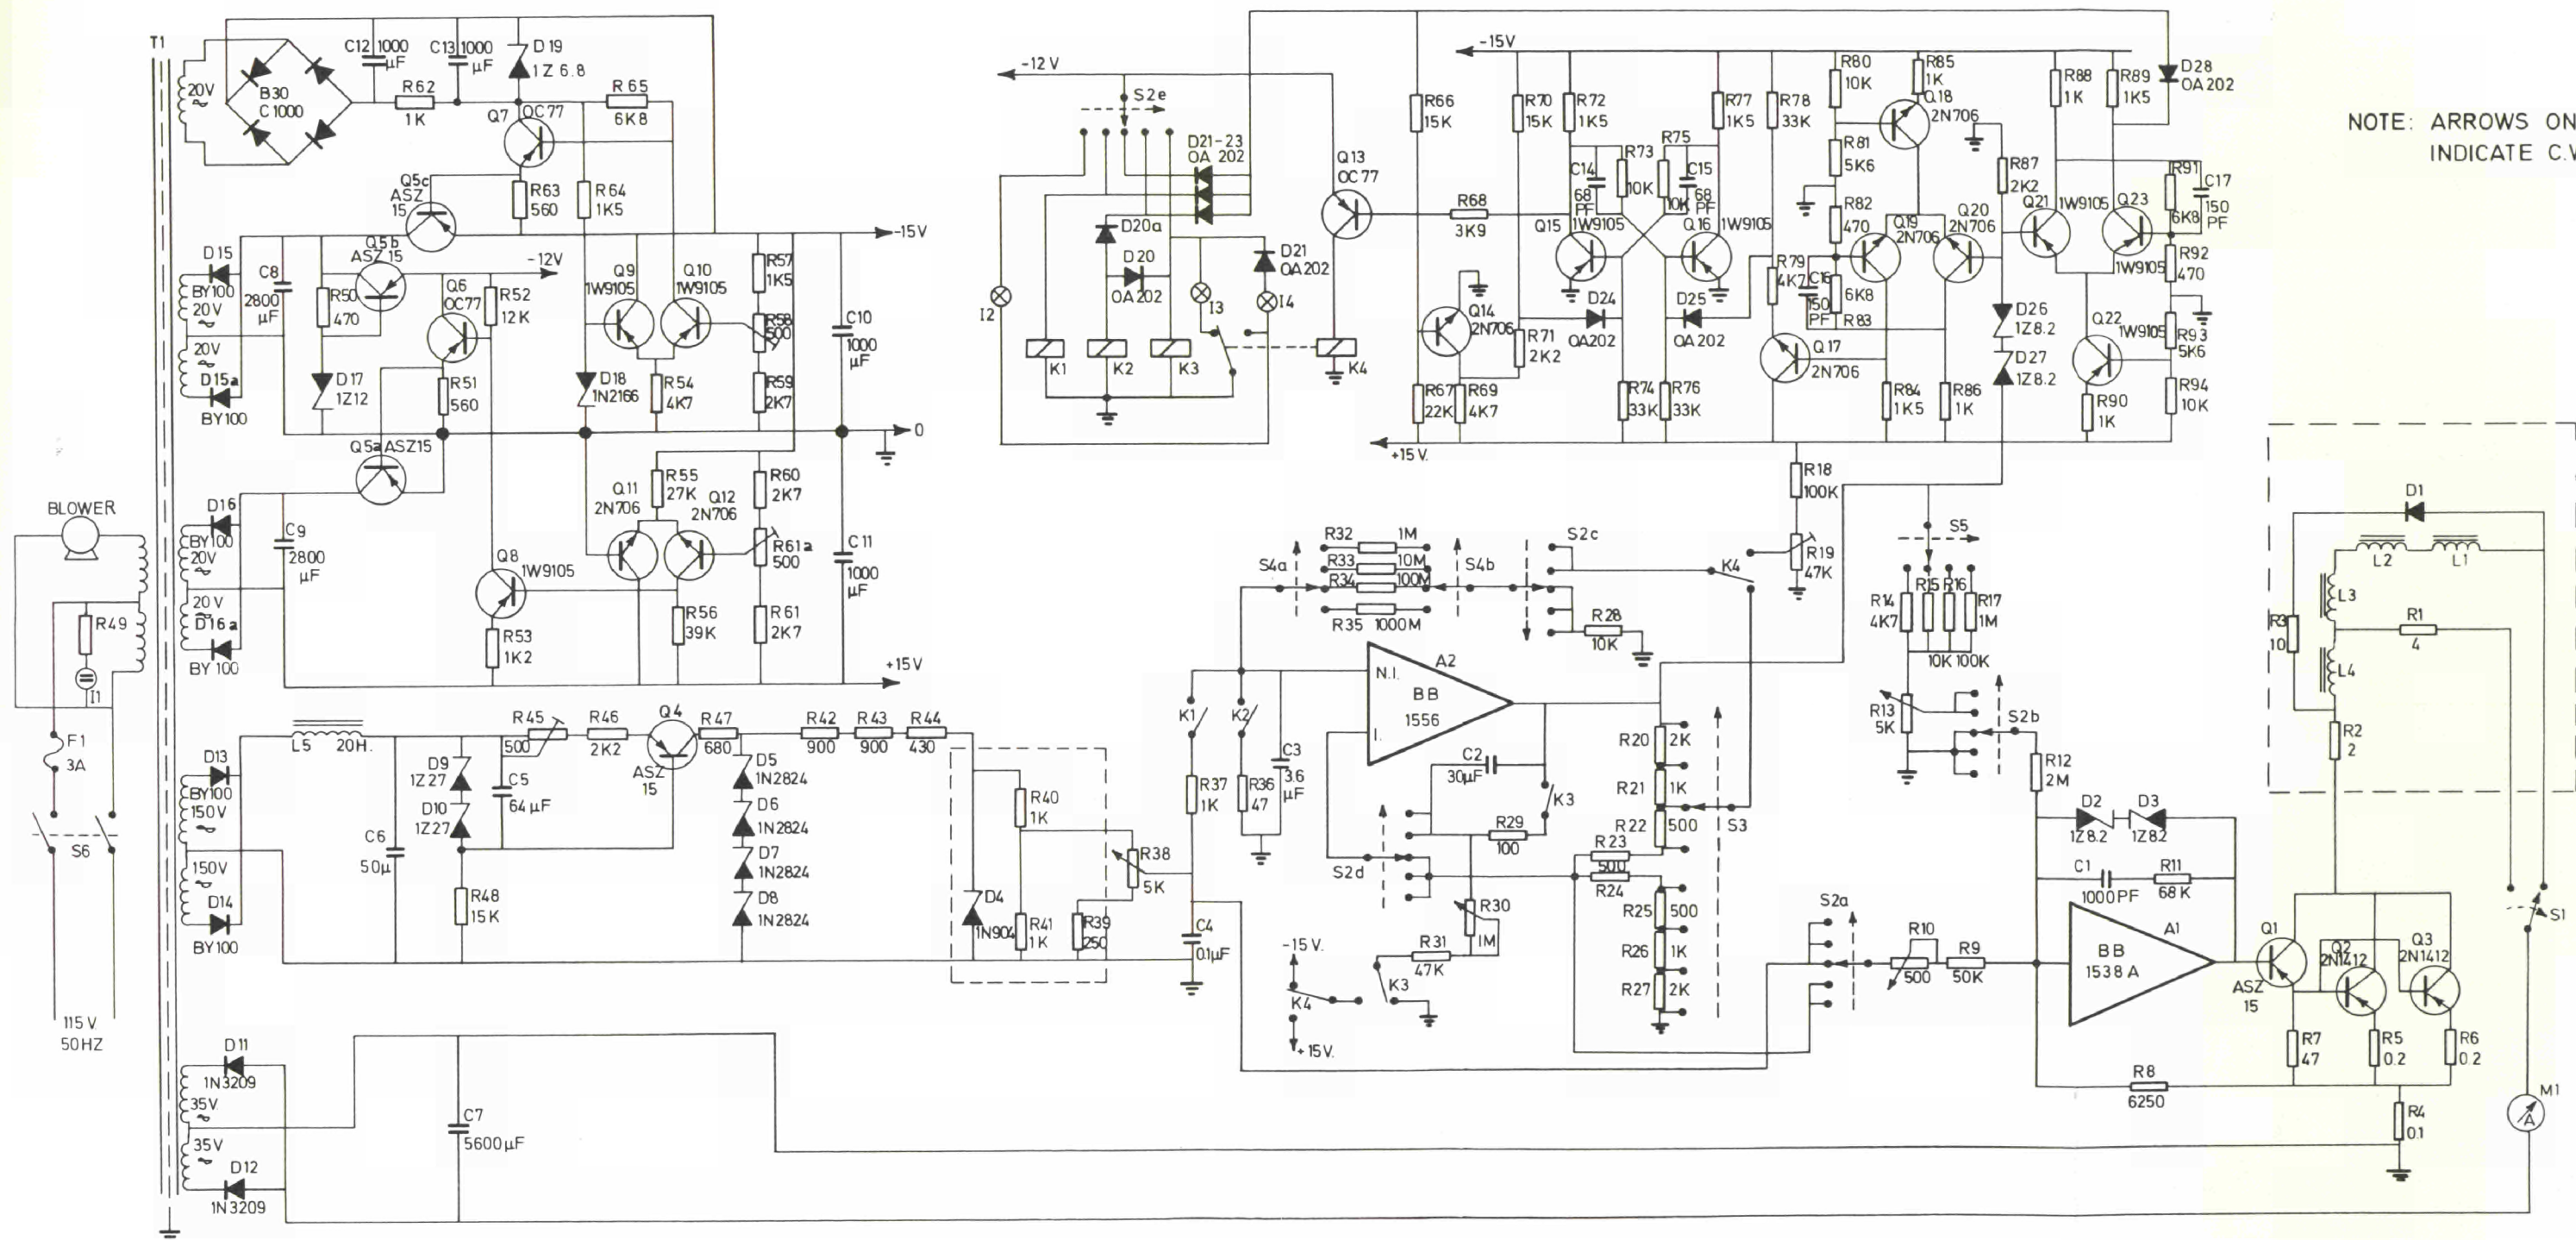 T1
20V
B30
C1000
C12 1000
µF
C13 1000
µF
D19
1Z 6.8
R62
1K
Q7 OC77
R65
6K8
Q5c
ASZ
15
R63
560
R64
1K5
-15V
D15
BY100
20V
20V
D15a
BY100
C8
2800
µF
Q5b
ASZ 15
R50
470
Q6
OC77
-12V
R52
12K
D17
1Z12
R51
560
Q9
1W9105
Q10
1W9105
D18
1N2166
R54
4K7
R57
1K5
R58
500
R59
2K7
C10
1000
µF
0
Q5a ASZ15
D16
BY100
20V
20V
D16a
BY100
C9
2800
µF
Q8
1W9105
R53
1K2
Q11
2N706
R55
27K
Q12
2N706
R56
39K
R60
2K7
R61a
500
R61
2K7
C11
1000
µF
+15V
BLOWER
R49
I1
F1
3A
S6
115 V
50HZ
D13
BY100
150V
150V
D14
BY100
L5 20H.
C6
50µ
D9
1Z27
D10
1Z27
C5
64µF
R48
15K
R45
500
R46
2K2
Q4
ASZ
15
R47
680
D5
1N2824
D6
1N2824
D7
1N2824
D8
1N2824
R42
900
R43
900
R44
430
D4
1N904
R40
1K
R41
1K
R39
250
R38
5K
D11
1N3209
35V
35V
D12
1N3209
C7
5600µF
-12 V
S2e
D21-23
OA 202
D20a
D20
OA202
I2
K1
K2
K3
I3
D21
OA202
I4
K4
Q13
OC77
-15V
R66
15K
R68
3K9
R67
22K
Q14
2N706
R69
4K7
R70
15K
R71
2K2
R72
1K5
C14
68
PF
R73
10K
R75
10K
C15
68
PF
R77
1K5
Q15
1W9105
Q16
1W9105
D24
OA202
D25
OA202
R74
33K
R76
33K
R78
33K
R79
4K7
Q17
2N706
R80
10K
R81
5K6
R82
470
C16
150
PF
6K8
R83
R85
1K
Q18
2N706
Q19
2N706
Q20
2N706
R84
1K5
R86
1K
R87
2K2
D26
1Z8.2
D27
1Z8.2
R88
1K
R89
1K5
D28
OA202
Q21
1W9105
Q23
1W9105
Q22
1W9105
R90
1K
R91
6K8
C17
150
PF
R92
470
R93
5K6
R94
10K
+15 V.
NOTE: ARROWS ON
INDICATE C.
R18
100K
R19
47K
S4a
R32 1M
R33 10M
R34 100M
R35 1000M
S4b
S2c
K4
R28
10K
A2
N.I.
BB
1556
I.
K1
K2
R37
1K
R36
47
C3
3.6
µF
C4
0.1µF
C2
30µF
K3
R29
100
S2d
R30
1M
R31
47K
K3
-15 V.
K4
+15V.
R20
2K
R21
1K
R22
500
S3
R23
500
R24
R25
500
R26
1K
R27
2K
S5
R14
4K7
R15
R16
R17
1M
10K 100K
R13
5K
S2b
R12
2M
D2
1Z8.2
D3
1Z8.2
C1
1000PF
R11
68K
S2a
R10
500
R9
50K
A1
BB
1538 A
Q1
ASZ
15
Q2
2N1412
Q3
2N1412
R7
47
R5
0.2
R6
0.2
R8
6250
R4
0.1
D1
L2
L1
L3
L4
R3
10
R1
4
R2
2
S1
M1
A